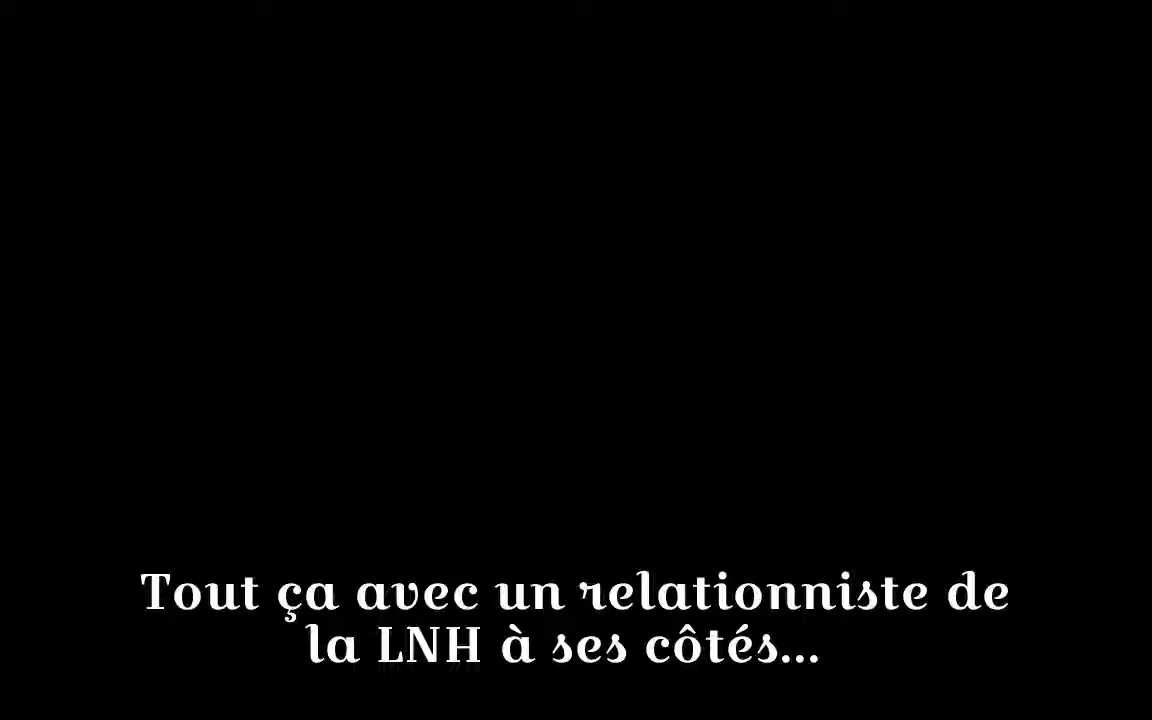 Tout ça avec un relationniste de
la LNH à ses côtés...